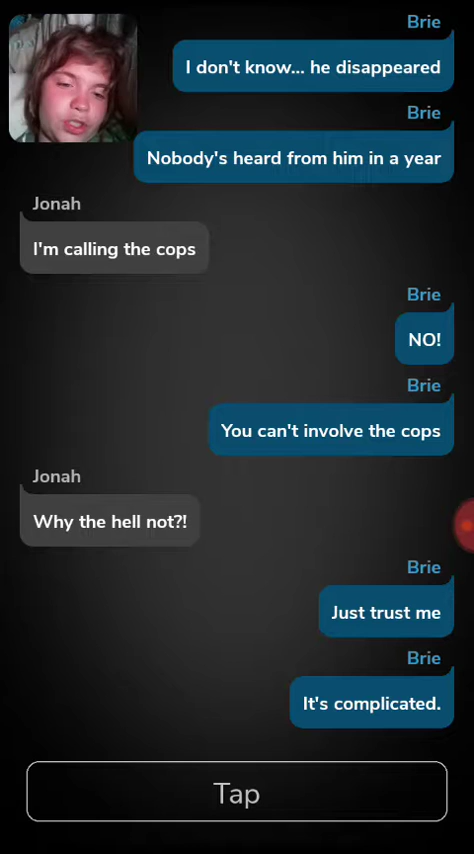 Brie
I don't know... he disappeared
Brie
Nobody's heard from him in a year
Jonah
I'm calling the cops
Brie
NO!
Brie
You can't involve the cops
Jonah
Why the hell not?!
Brie
Just trust me
Brie
It's complicated.
Tap